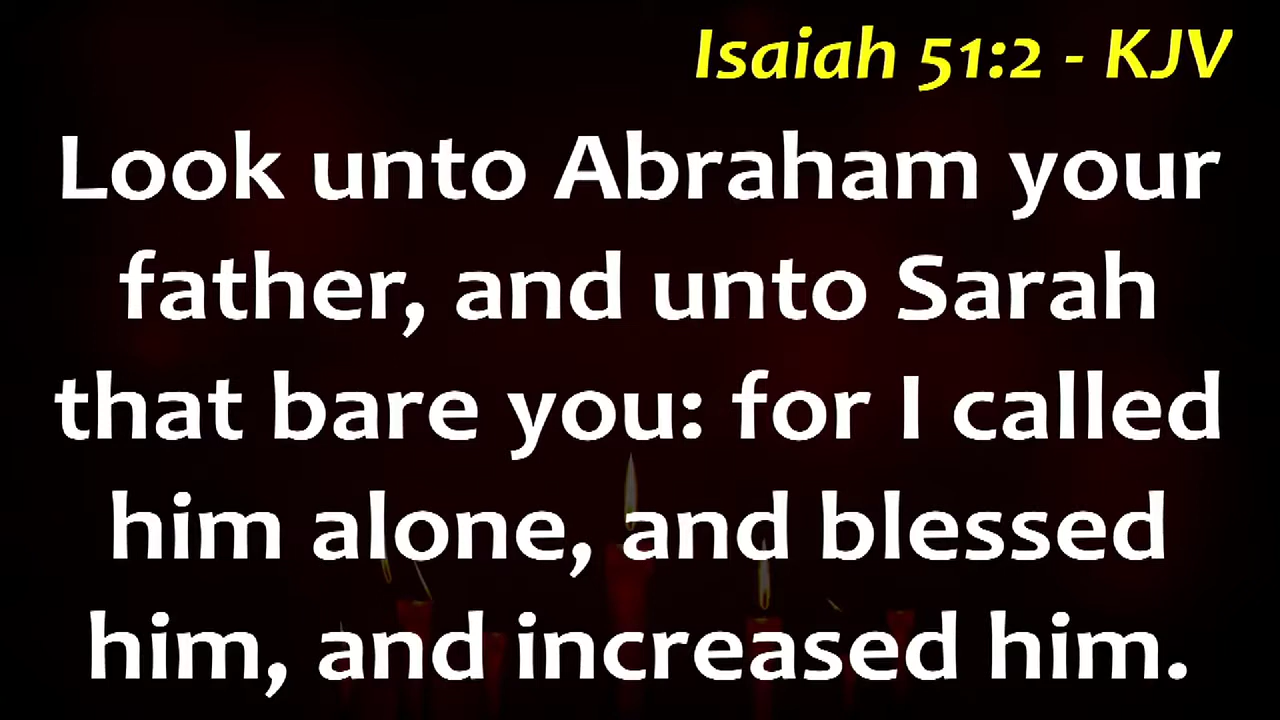 Isaiah 51:2 - KJV
Look unto Abraham your
father, and unto Sarah
that bare you: for I called
him alone, and blessed
him, and increased him.